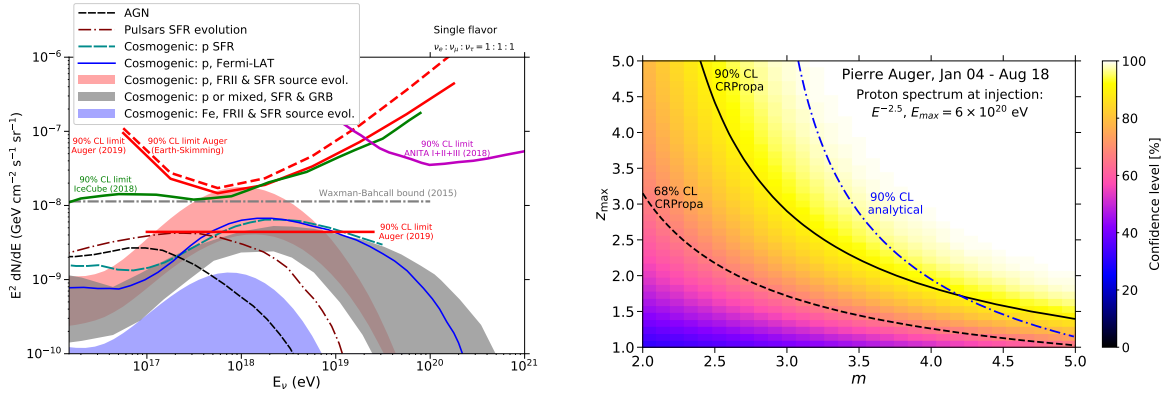 AGN
Pulsars SFR evolution
Cosmogenic: p SFR
Cosmogenic: p, Fermi-LAT
Cosmogenic: p, FRII & SFR source evol.
Cosmogenic: p or mixed, SFR & GRB
Cosmogenic: Fe, FRII & SFR source evol.
Single flavor
νe : νμ : ντ = 1 : 1 : 1
90% CL limit
Auger (2019)
90% CL limit Auger
(Earth-Skimming)
90% CL limit
ANITA I+II+III (2018)
90% CL limit
IceCube (2018)
Waxman-Bahcall bound (2015)
90% CL limit
Auger (2019)
10⁻⁶
10⁻⁷
10⁻⁸
10⁻⁹
10⁻¹⁰
E² dN/dE (GeV cm⁻² s⁻¹ sr⁻¹)
10¹⁷ 10¹⁸ 10¹⁹ 10²⁰ 10²¹
Eν (eV)
90% CL
CRPropa
Pierre Auger, Jan 04 - Aug 18
Proton spectrum at injection:
E⁻²·⁵, Emax = 6 × 10²⁰ eV
68% CL
CRPropa
90% CL
analytical
5.0
4.5
4.0
3.5
3.0
2.5
2.0
1.5
1.0
zmax
2.0 2.5 3.0 3.5 4.0 4.5 5.0
m
100
80
60
40
20
0
Confidence level [%]